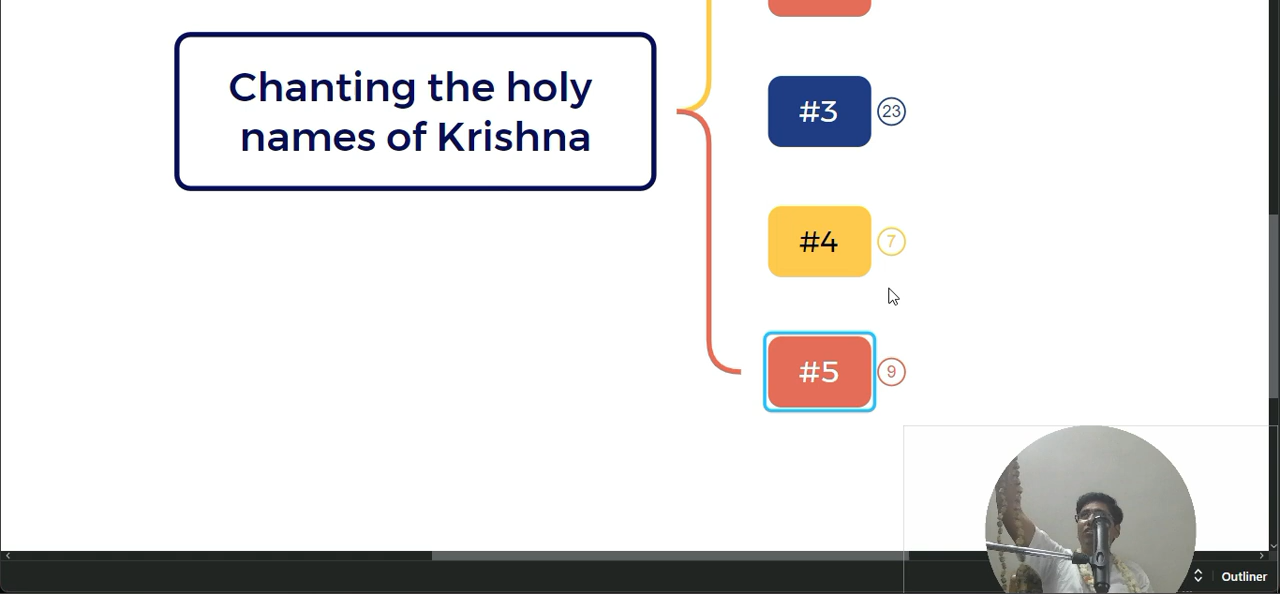 Chanting the holy
names of Krishna
#3
23
#4
7
#5
9
Outliner